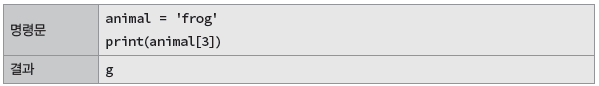 명령문
animal = 'frog'
print(animal[3])
결과
g